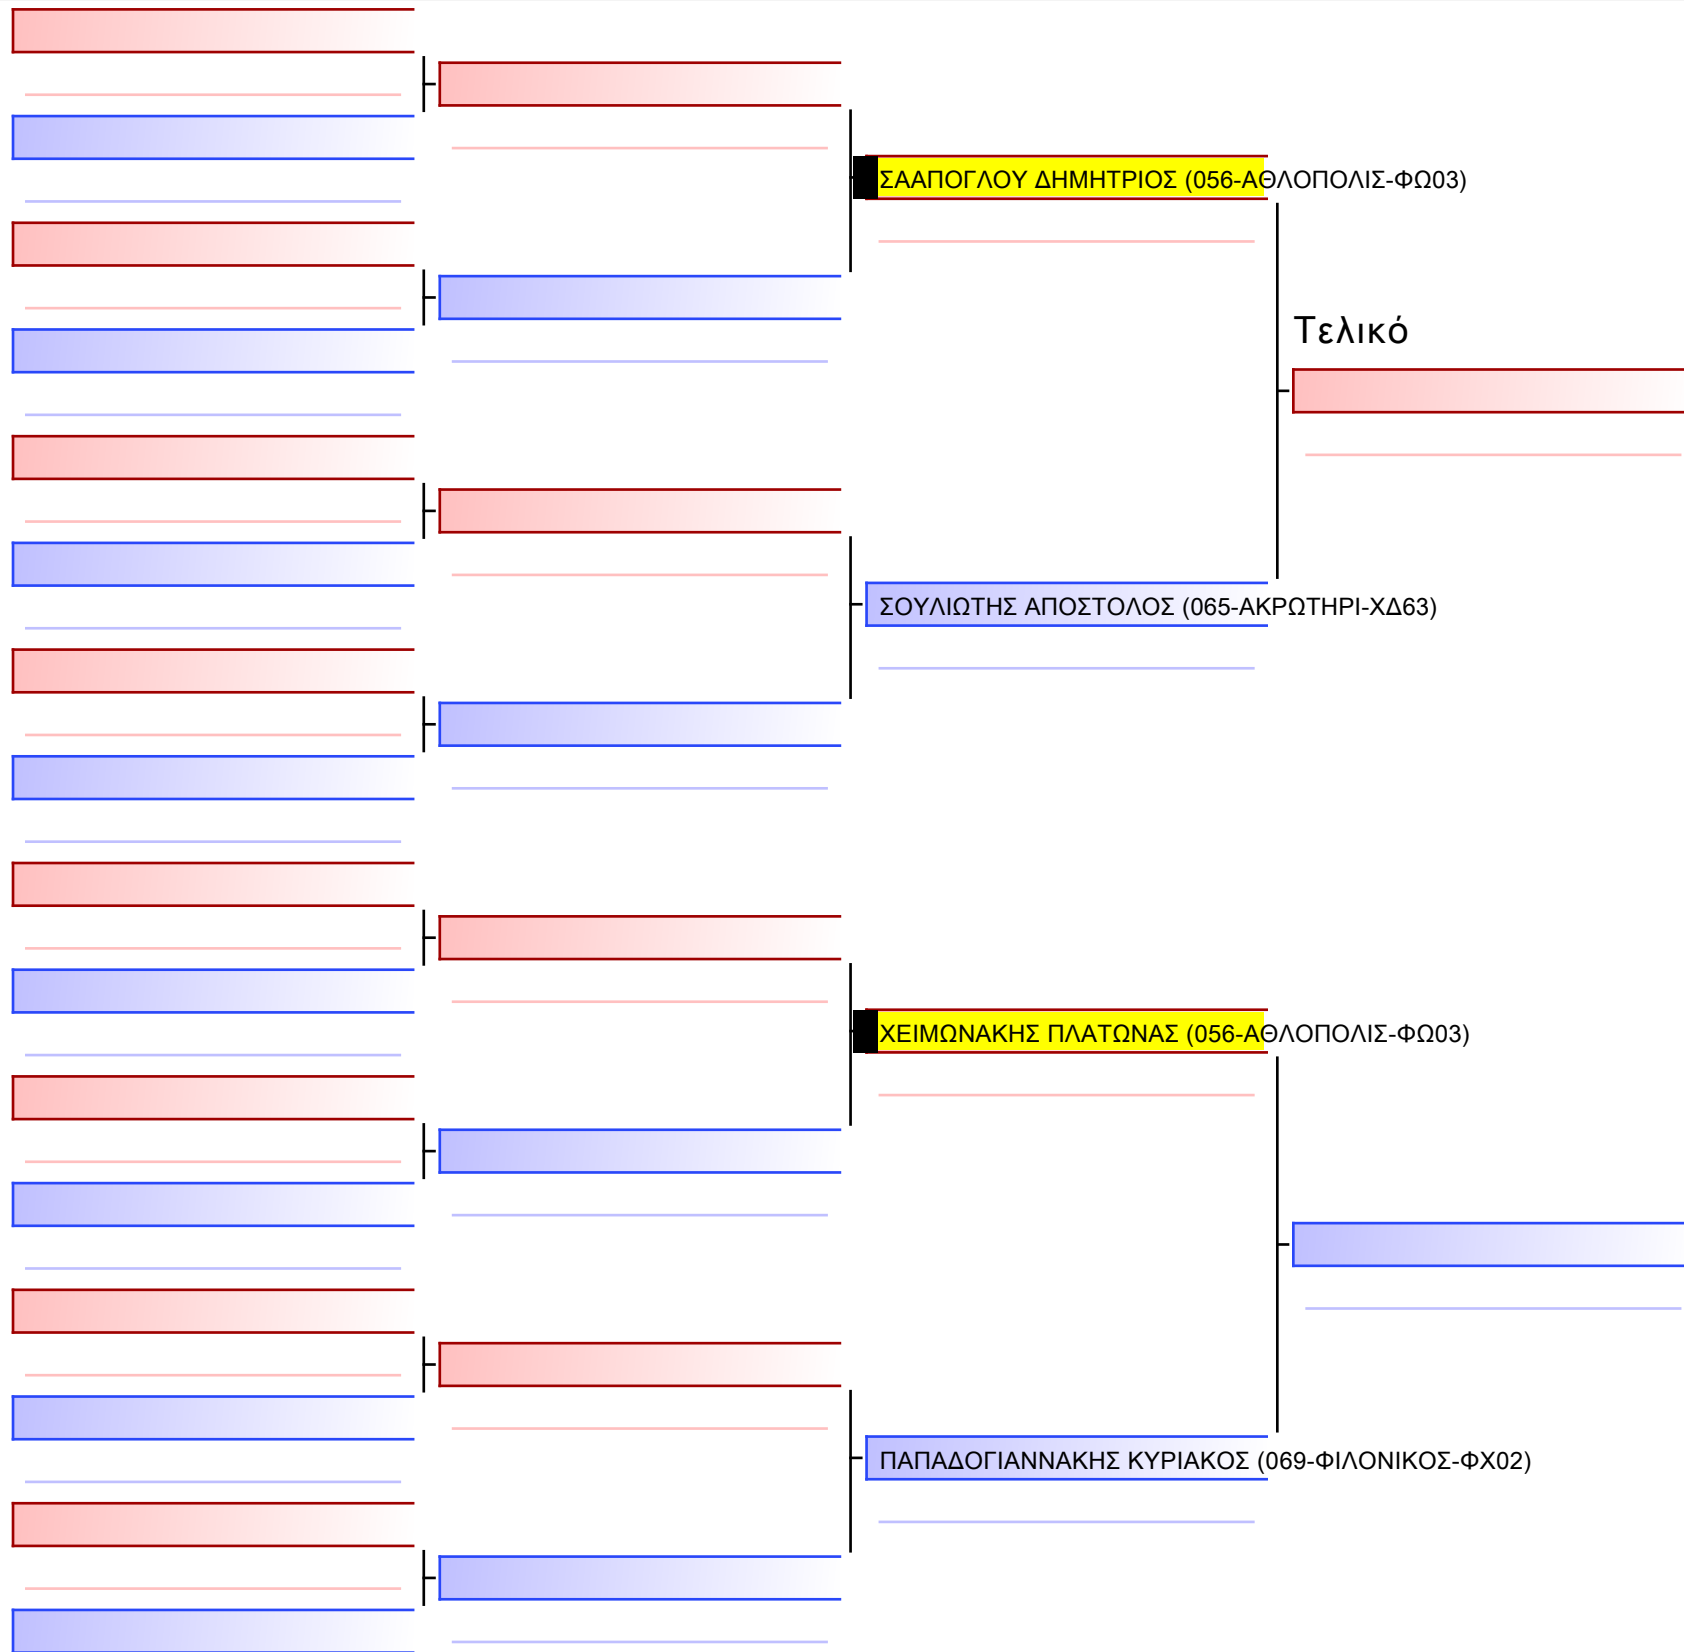 ΣΑΑΠΟΓΛΟΥ ΔΗΜΗΤΡΙΟΣ (056-ΑΘΛΟΠΟΛΙΣ-ΦΩ03)
Τελικό
ΣΟΥΛΙΩΤΗΣ ΑΠΟΣΤΟΛΟΣ (065-ΑΚΡΩΤΗΡΙ-ΧΔ63)
ΧΕΙΜΩΝΑΚΗΣ ΠΛΑΤΩΝΑΣ (056-ΑΘΛΟΠΟΛΙΣ-ΦΩ03)
ΠΑΠΑΔΟΓΙΑΝΝΑΚΗΣ ΚΥΡΙΑΚΟΣ (069-ΦΙΛΟΝΙΚΟΣ-ΦΧ02)